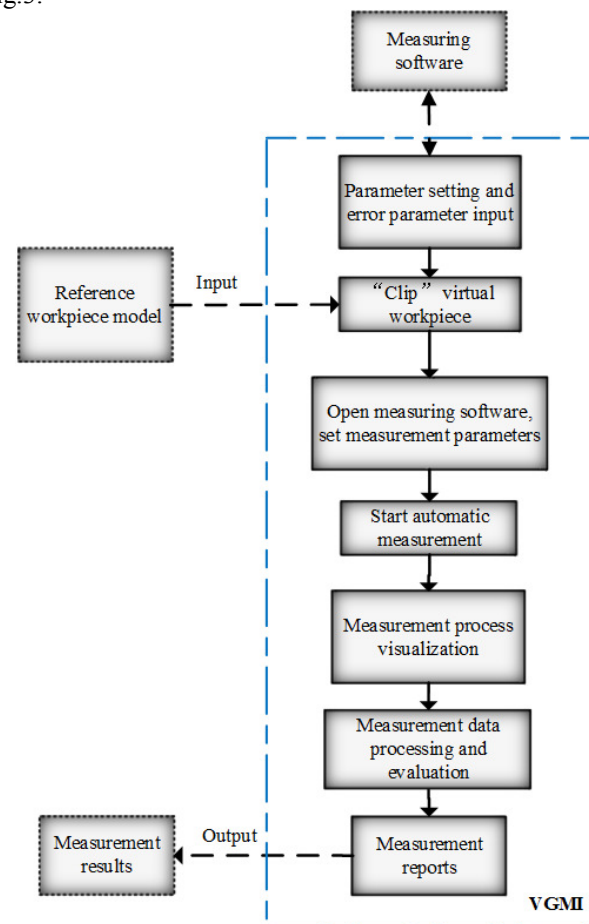 Measuring
software
Parameter setting and
error parameter input
Input
Reference
workpiece model
“Clip” virtual
workpiece
Open measuring software,
set measurement parameters
Start automatic
measurement
Measurement process
visualization
Measurement data
processing and
evaluation
Output
Measurement
results
Measurement
reports
VGMI